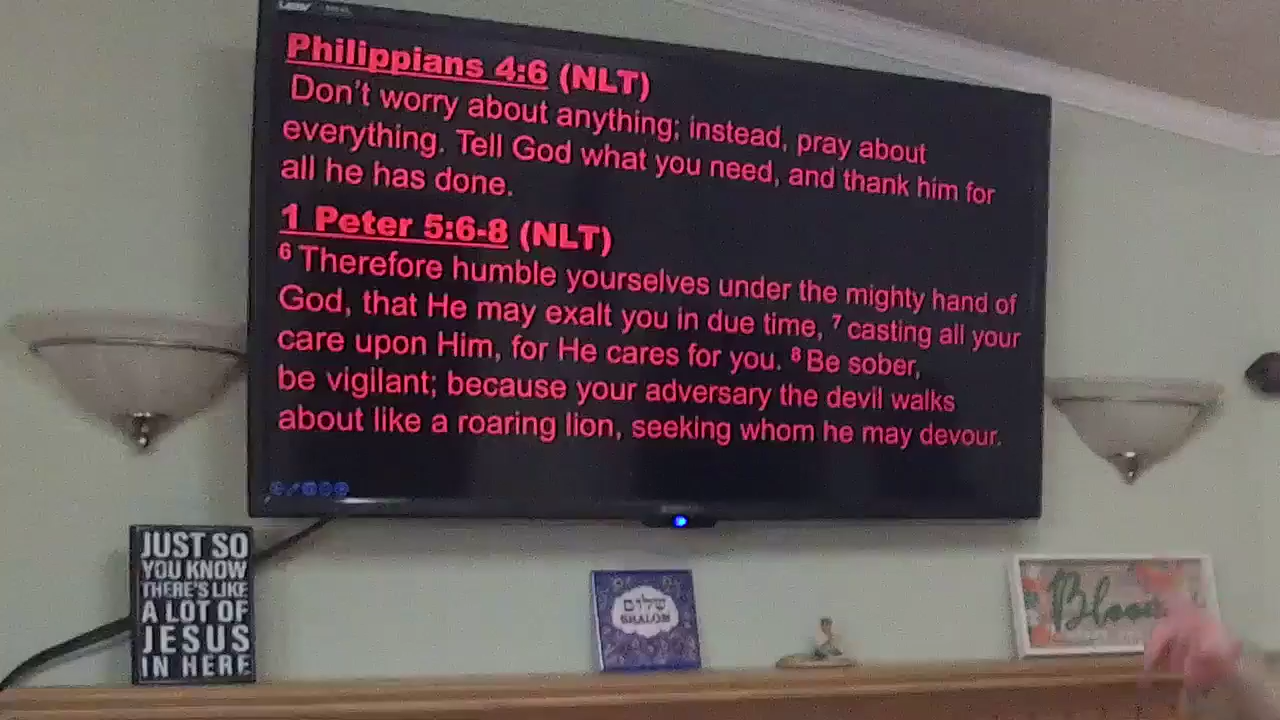 Philippians 4:6 (NLT)
Don't worry about anything; instead, pray about
everything. Tell God what you need, and thank him for
all he has done.
1 Peter 5:6-8 (NLT)
6 Therefore humble yourselves under the mighty hand of
God, that He may exalt you in due time, 7 casting all your
care upon Him, for He cares for you. 8 Be sober,
be vigilant; because your adversary the devil walks
about like a roaring lion, seeking whom he may devour.
JUST SO
YOU KNOW
THERE'S LIKE
A LOT OF
JESUS
IN HERE
שלום
SHALOM